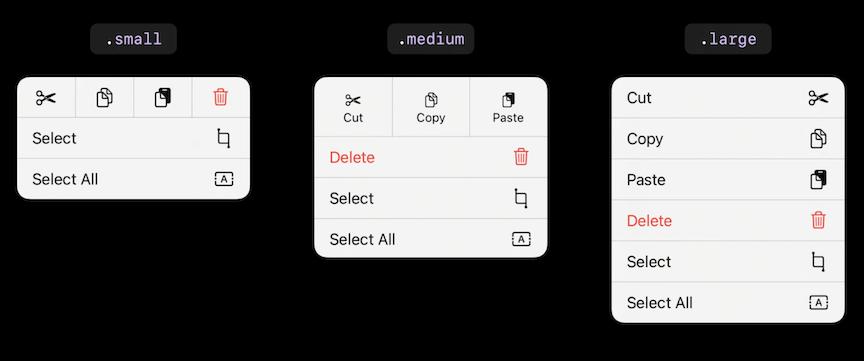 .small
Select
Select All
.medium
Cut Copy Paste
Delete
Select
Select All
.large
Cut
Copy
Paste
Delete
Select
Select All